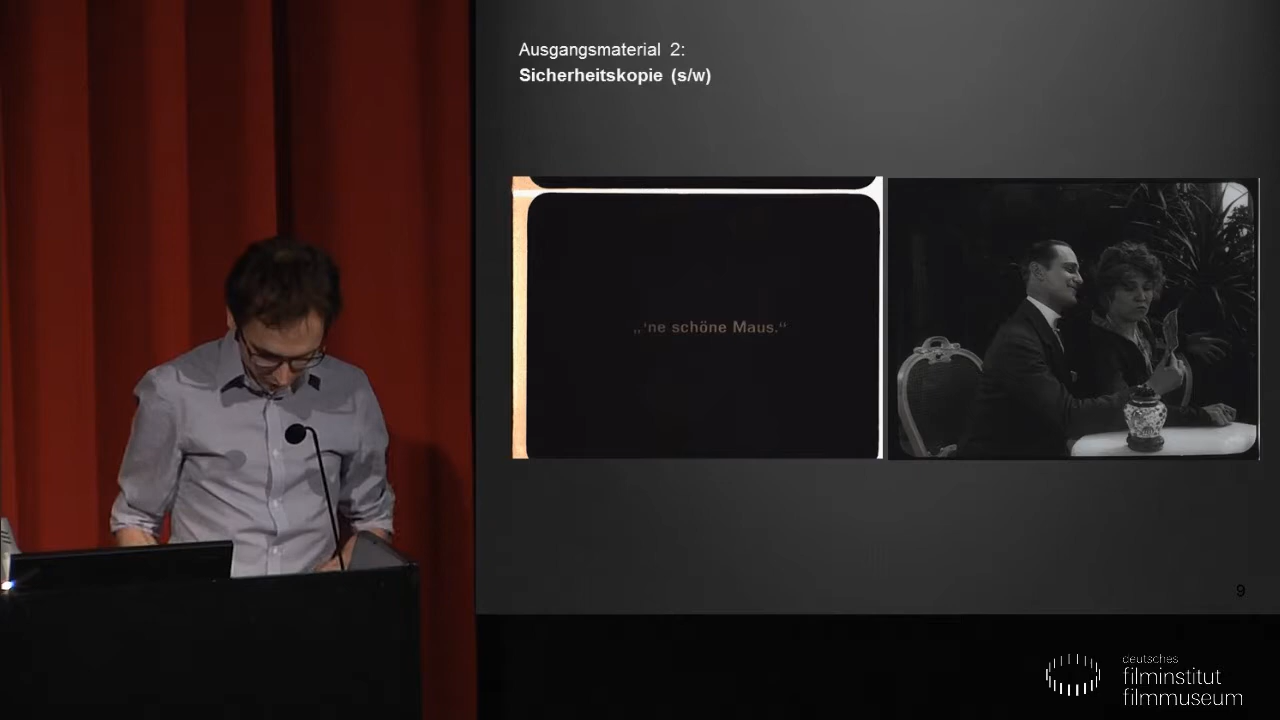 Ausgangsmaterial 2:
Sicherheitskopie (s/w)
„'ne schöne Maus.“
9
deutsches
filminstitut
filmmuseum